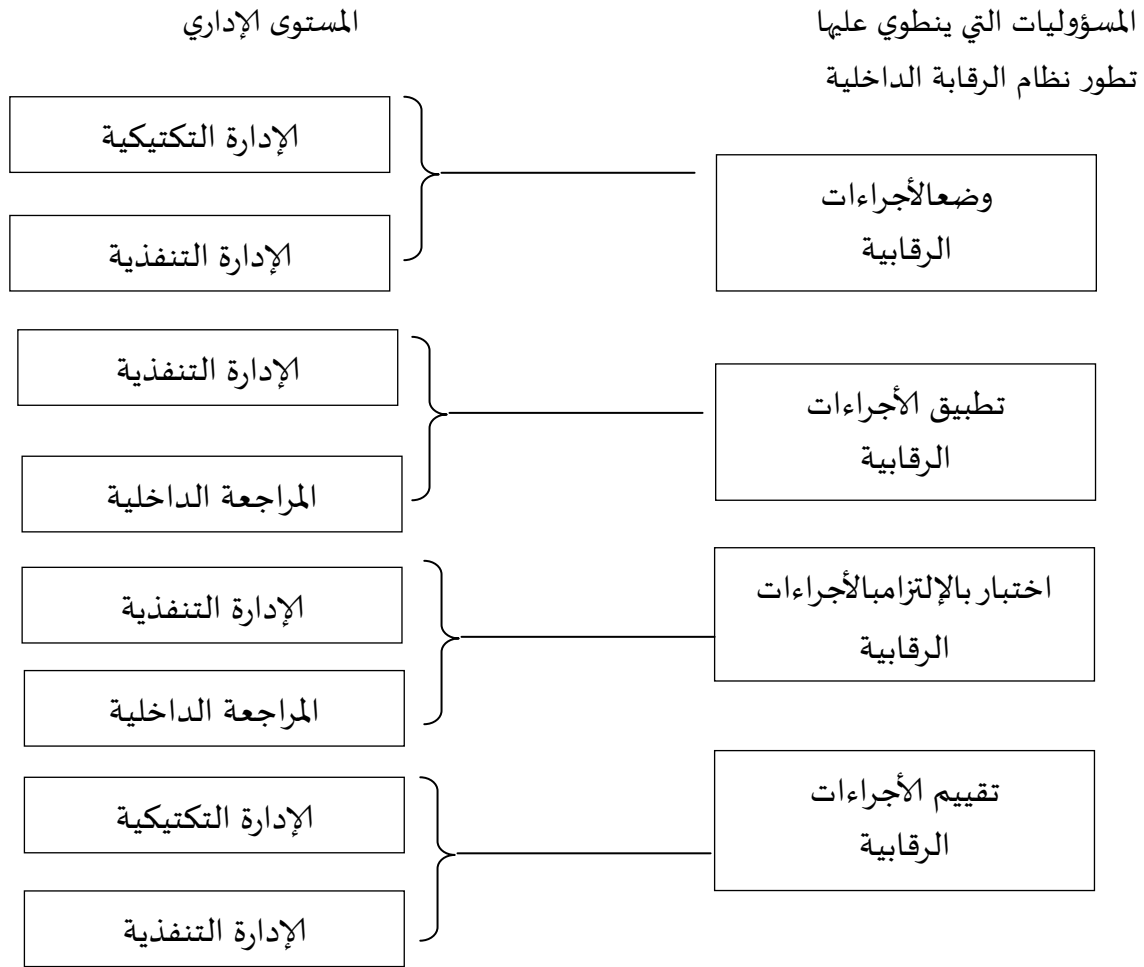 المسؤوليات التي ينطوي عليها
تطور نظام الرقابة الداخلية
المستوى الإداري
وضعالأجراءات
الرقابية
الإدارة التكتيكية
الإدارة التنفذية
تطبيق الأجراءات
الرقابية
الإدارة التنفذية
المراجعة الداخلية
اختبار بالإلتزامبالأجراءات
الرقابية
الإدارة التنفذية
المراجعة الداخلية
تقييم الأجراءات
الرقابية
الإدارة التكتيكية
الإدارة التنفذية